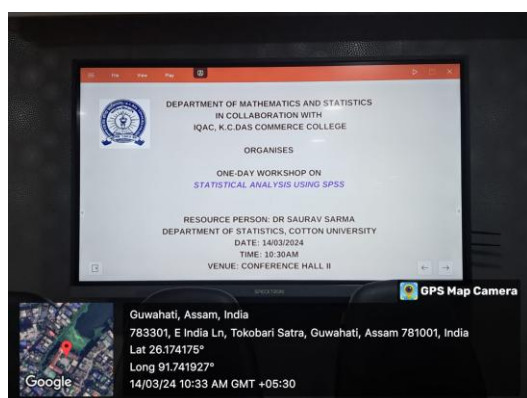 File View Play
DEPARTMENT OF MATHEMATICS AND STATISTICS
IN COLLABORATION WITH
IQAC, K.C.DAS COMMERCE COLLEGE
ORGANISES
ONE-DAY WORKSHOP ON
STATISTICAL ANALYSIS USING SPSS
RESOURCE PERSON: DR SAURAV SARMA
DEPARTMENT OF STATISTICS, COTTON UNIVERSITY
DATE: 14/03/2024
TIME: 10:30AM
VENUE: CONFERENCE HALL II
GPS Map Camera
Guwahati, Assam, India
783301, E India Ln, Tokobari Satra, Guwahati, Assam 781001, India
Lat 26.174175°
Long 91.741927°
14/03/24 10:33 AM GMT +05:30
Google